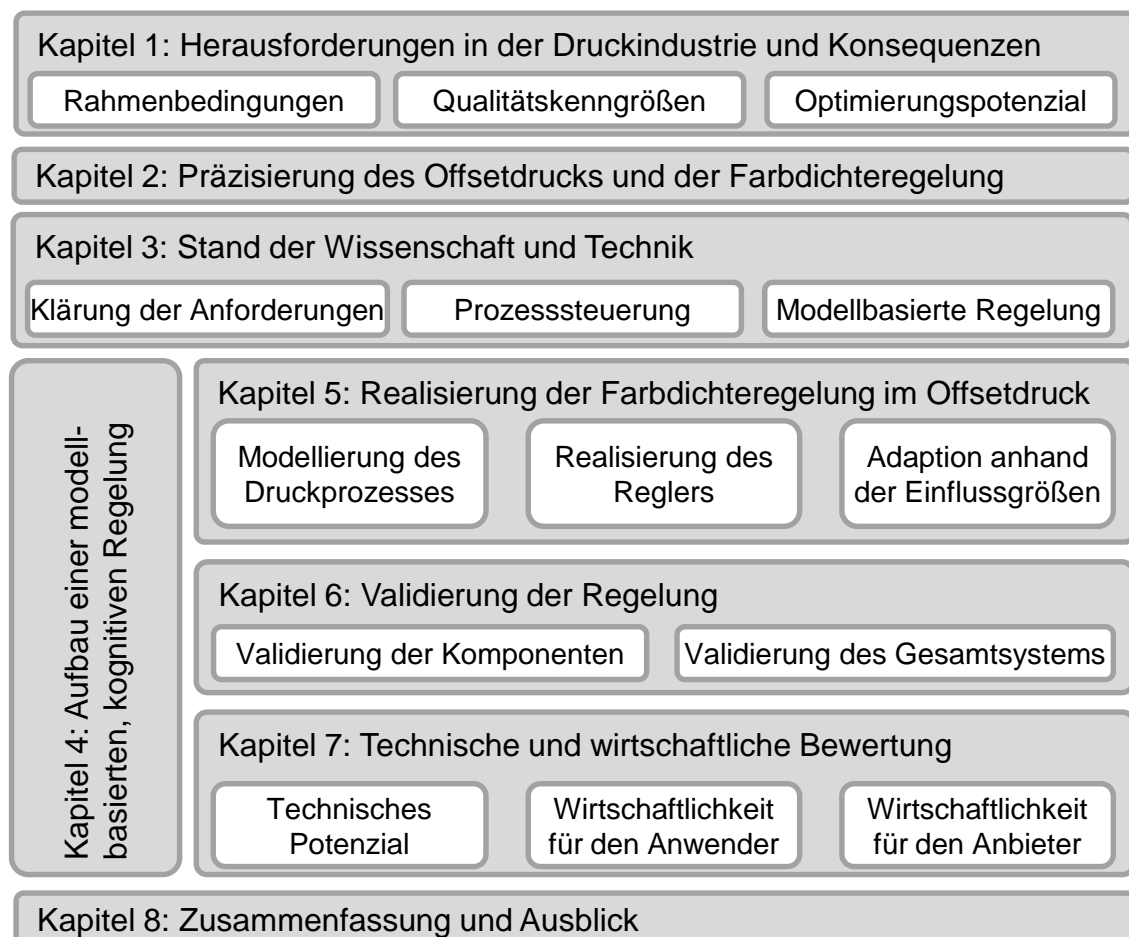 Kapitel 1: Herausforderungen in der Druckindustrie und Konsequenzen
Rahmenbedingungen
Qualitätskenngrößen
Optimierungspotenzial
Kapitel 2: Präzisierung des Offsetdrucks und der Farbdichteregelung
Kapitel 3: Stand der Wissenschaft und Technik
Klärung der Anforderungen
Prozesssteuerung
Modellbasierte Regelung
Kapitel 4: Aufbau einer modell-
basierten, kognitiven Regelung
Kapitel 5: Realisierung der Farbdichteregelung im Offsetdruck
Modellierung des
Druckprozesses
Realisierung des
Reglers
Adaption anhand
der Einflussgrößen
Kapitel 6: Validierung der Regelung
Validierung der Komponenten
Validierung des Gesamtsystems
Kapitel 7: Technische und wirtschaftliche Bewertung
Technisches
Potenzial
Wirtschaftlichkeit
für den Anwender
Wirtschaftlichkeit
für den Anbieter
Kapitel 8: Zusammenfassung und Ausblick